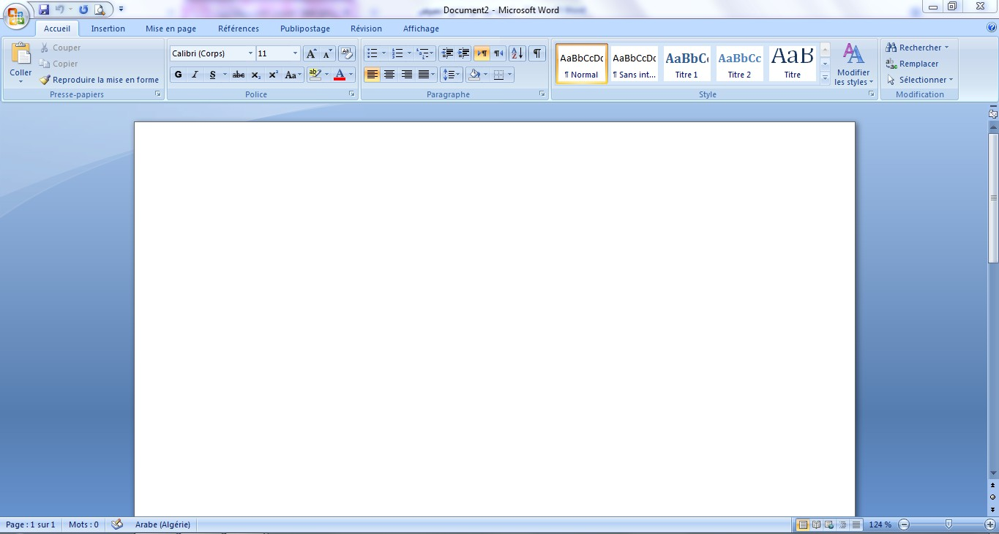 Document2 - Microsoft Word
Accueil Insertion Mise en page Références Publipostage Révision Affichage
Coller
Couper
Copier
Reproduire la mise en forme
Presse-papiers
Calibri (Corps) 11
G I S abc x₂ x² Aa
ab A
Police
Paragraphe
AaBbCcDc AaBbCcDc AaBbC AaBbCc AaB
¶ Normal ¶ Sans int... Titre 1 Titre 2 Titre
Modifier
les styles
Style
Rechercher
Remplacer
Sélectionner
Modification
Page : 1 sur 1 Mots : 0 Arabe (Algérie) 124 %